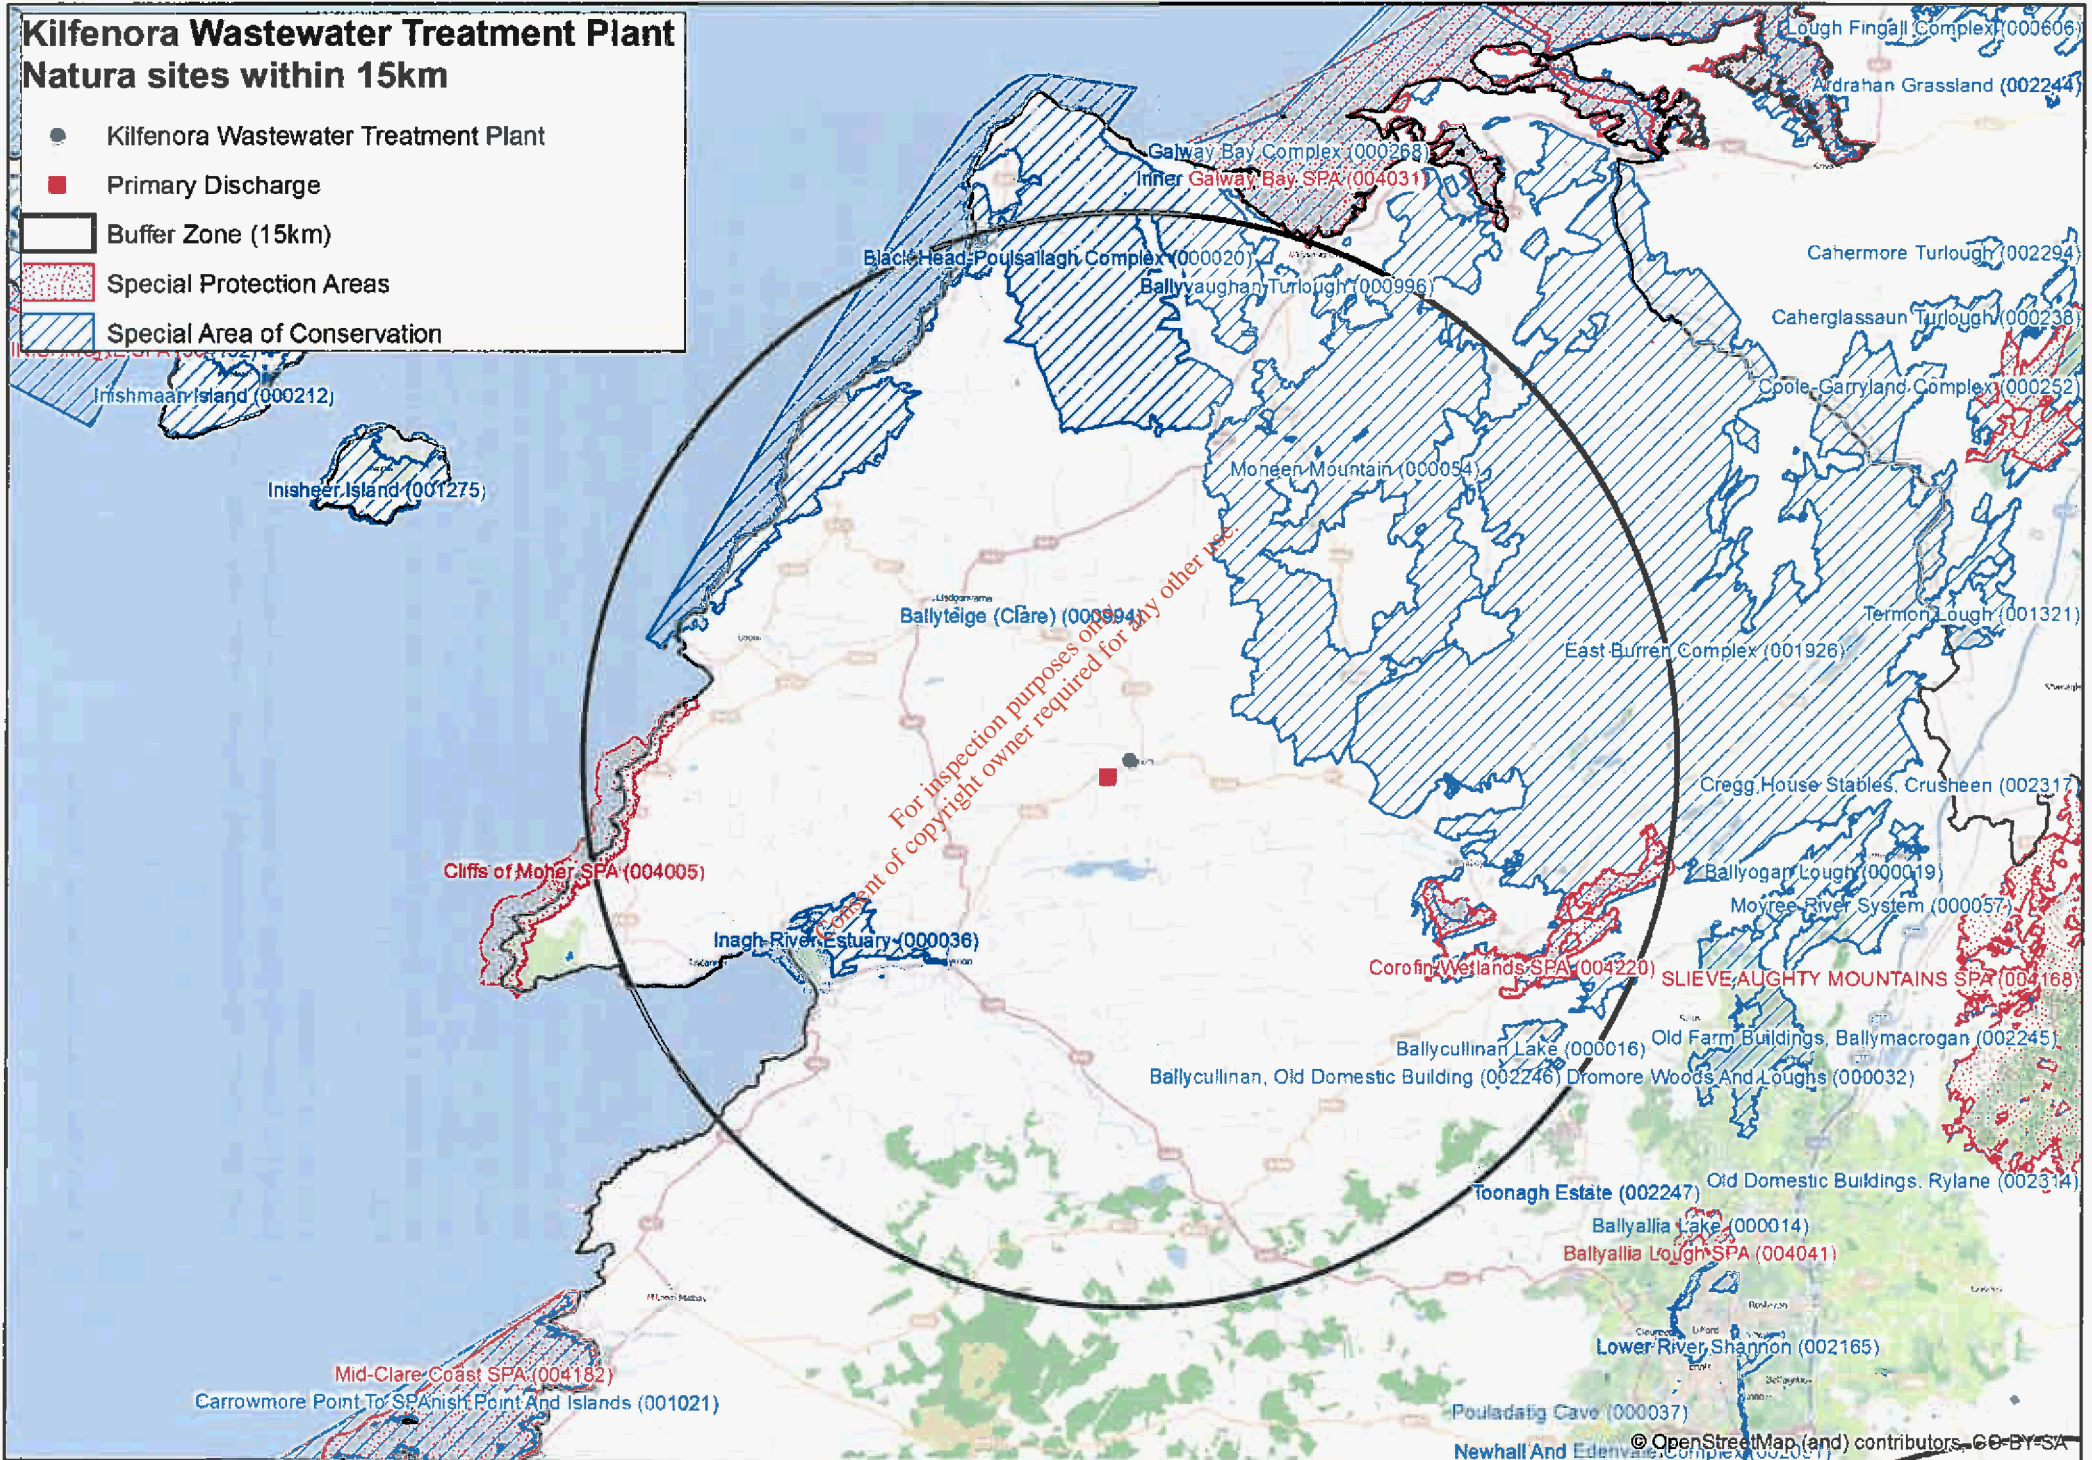 Kilfenora Wastewater Treatment Plant
Natura sites within 15km
Kilfenora Wastewater Treatment Plant
Primary Discharge
Buffer Zone (15km)
Special Protection Areas
Special Area of Conservation
Lough Fingall Complex (000606)
Ardrahan Grassland (002244)
Galway Bay Complex (000268)
Inner Galway Bay SPA (004031)
Cahermore Turlough (002294)
Black Head-Poulsallagh Complex (000020)
Ballyvaughan Turlough (000996)
Caherglassaun Turlough (000238)
Inishmaan Island (000212)
Coole-Garryland Complex (000252)
Moneen Mountain (000054)
Inisheer Island (001275)
Lisdoonvarna
Ballyteige (Clare) (000994)
Termon Lough (001321)
East Burren Complex (001926)
For inspection purposes only.
Consent of copyright owner required for any other use.
Cregg House Stables, Crusheen (002317)
Cliffs of Moher SPA (004005)
Ballyogan Lough (000019)
Moyree River System (000057)
Inagh River Estuary (000036)
Corofin Wetlands SPA (004220)
SLIEVE AUGHTY MOUNTAINS SPA (004168)
Old Farm Buildings, Ballymacrogan (002245)
Ballycullinan Lake (000016)
Ballycullinan, Old Domestic Building (002246) Dromore Woods And Loughs (000032)
Old Domestic Buildings, Rylane (002314)
Toonagh Estate (002247)
Ballyallia Lake (000014)
Ballyallia Lough SPA (004041)
Lower River Shannon (002165)
Mid-Clare Coast SPA (004182)
Carrowmore Point To SPAnish Point And Islands (001021)
Pouladatig Cave (000037)
Newhall And Edenvale Complex
© OpenStreetMap (and) contributors, CC-BY-SA